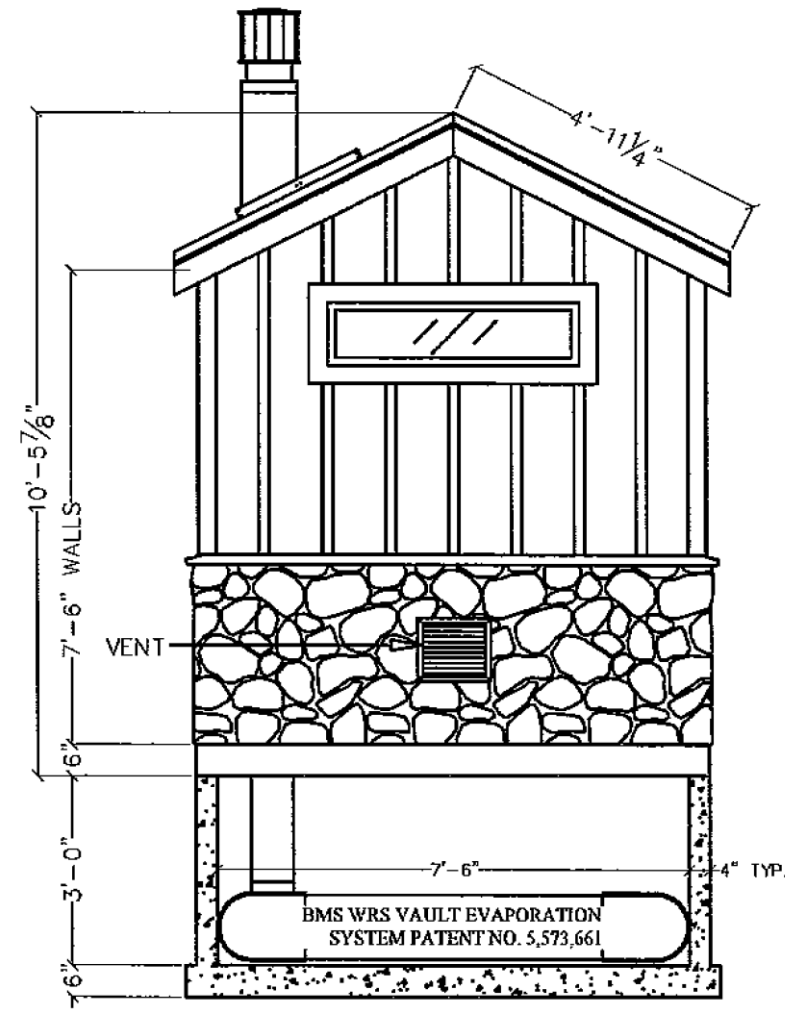 4'-11 1/4"
10'-5 7/8"
7'-6" WALLS
VENT
6"
3'-0"
7'-6"
4" TYP.
BMS WRS VAULT EVAPORATION
SYSTEM PATENT NO. 5,573,661
6"